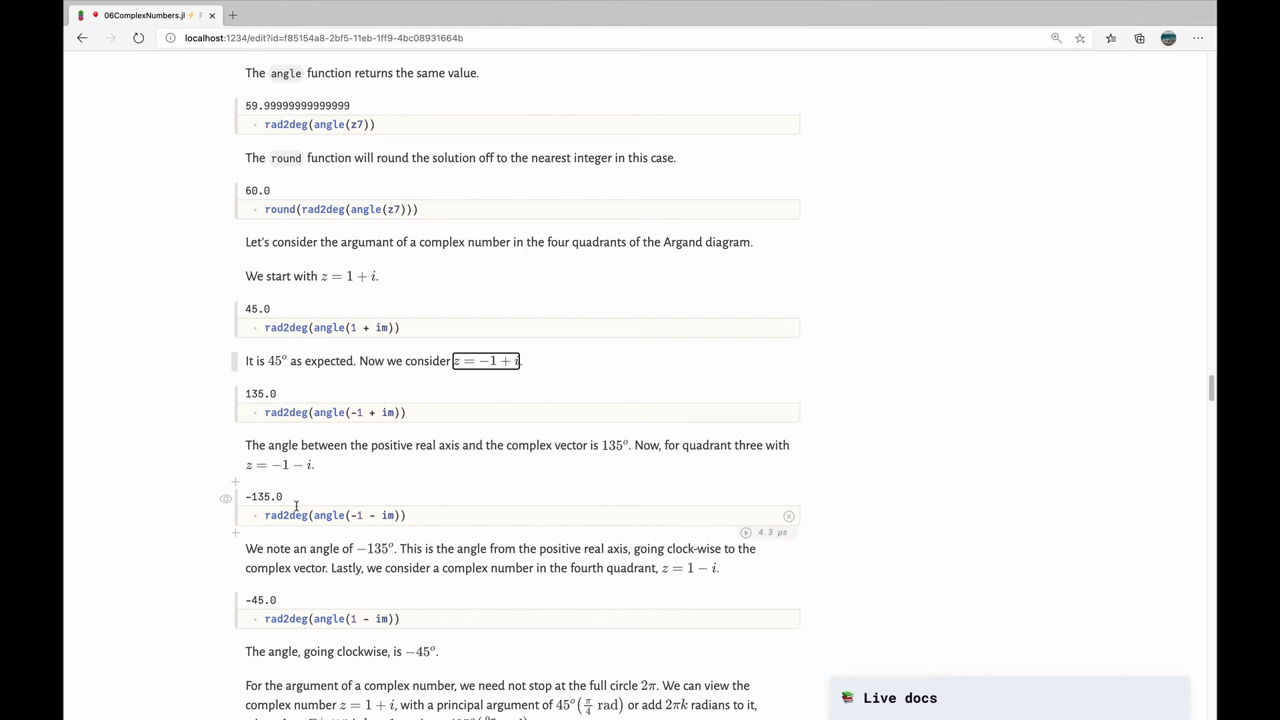 06ComplexNumbers.jl ⚡ F
localhost:1234/edit?id=f85154a8-2bf5-11eb-1ff9-4bc08931664b
The angle function returns the same value.
59.99999999999999
rad2deg(angle(z7))
The round function will round the solution off to the nearest integer in this case.
60.0
round(rad2deg(angle(z7)))
Let's consider the argumant of a complex number in the four quadrants of the Argand diagram.
We start with z = 1 + i.
45.0
rad2deg(angle(1 + im))
It is 45° as expected. Now we consider z = −1 + i.
135.0
rad2deg(angle(-1 + im))
The angle between the positive real axis and the complex vector is 135°. Now, for quadrant three with
z = −1 − i.
-135.0
rad2deg(angle(-1 - im))
4.3 μs
We note an angle of −135°. This is the angle from the positive real axis, going clock-wise to the
complex vector. Lastly, we consider a complex number in the fourth quadrant, z = 1 − i.
-45.0
rad2deg(angle(1 - im))
The angle, going clockwise, is −45°.
For the argument of a complex number, we need not stop at the full circle 2π. We can view the
complex number z = 1 + i, with a principal argument of 45° (π/4 rad) or add 2πk radians to it,
Live docs